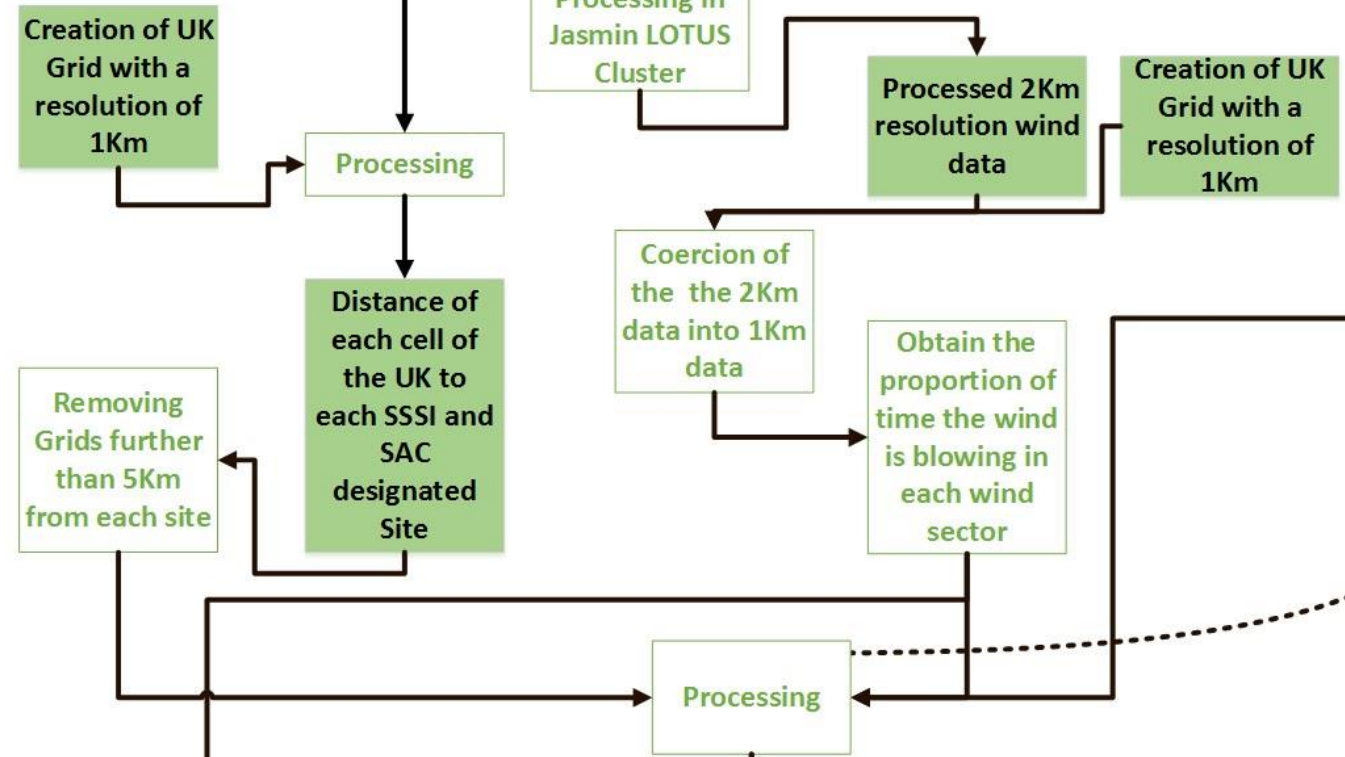 Creation of UK
Grid with a
resolution of
1Km
Processing
Distance of
each cell of
the UK to
each SSSI and
SAC
designated
Site
Removing
Grids further
than 5Km
from each site
Processing in
Jasmin LOTUS
Cluster
Processed 2Km
resolution wind
data
Creation of UK
Grid with a
resolution of
1Km
Coercion of
the the 2Km
data into 1Km
data
Obtain the
proportion of
time the wind
is blowing in
each wind
sector
Processing